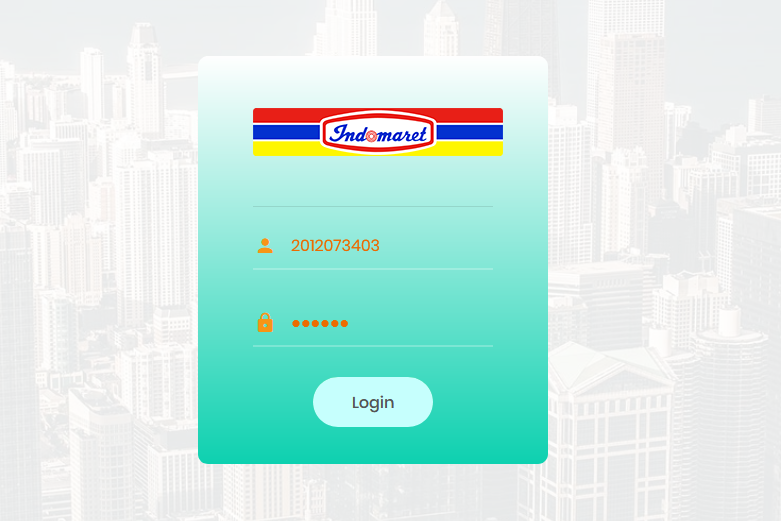 Indomaret
2012073403
●●●●●●
Login